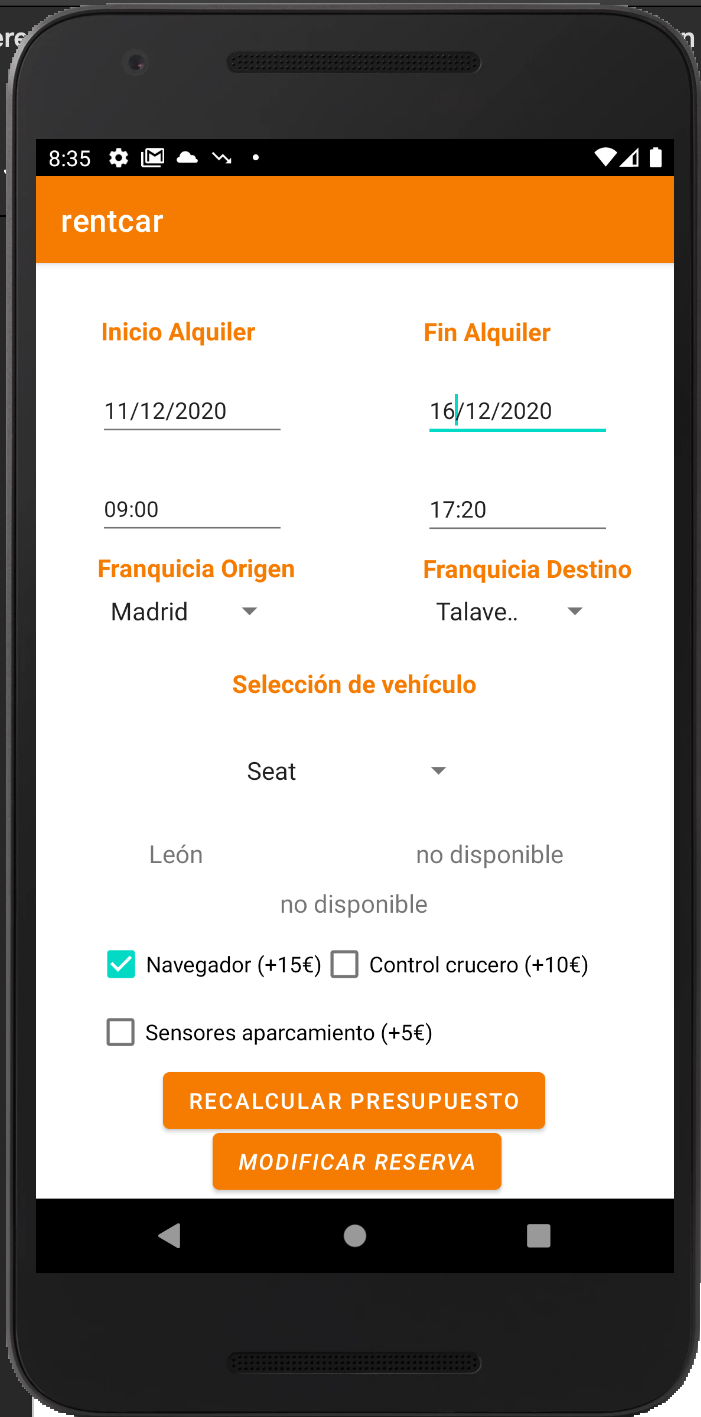 8:35
rentcar
Inicio Alquiler Fin Alquiler
11/12/2020 16/12/2020
09:00 17:20
Franquicia Origen Franquicia Destino
Madrid Talave..
Selección de vehículo
Seat
León no disponible
no disponible
Navegador (+15€) Control crucero (+10€)
Sensores aparcamiento (+5€)
RECALCULAR PRESUPUESTO
MODIFICAR RESERVA